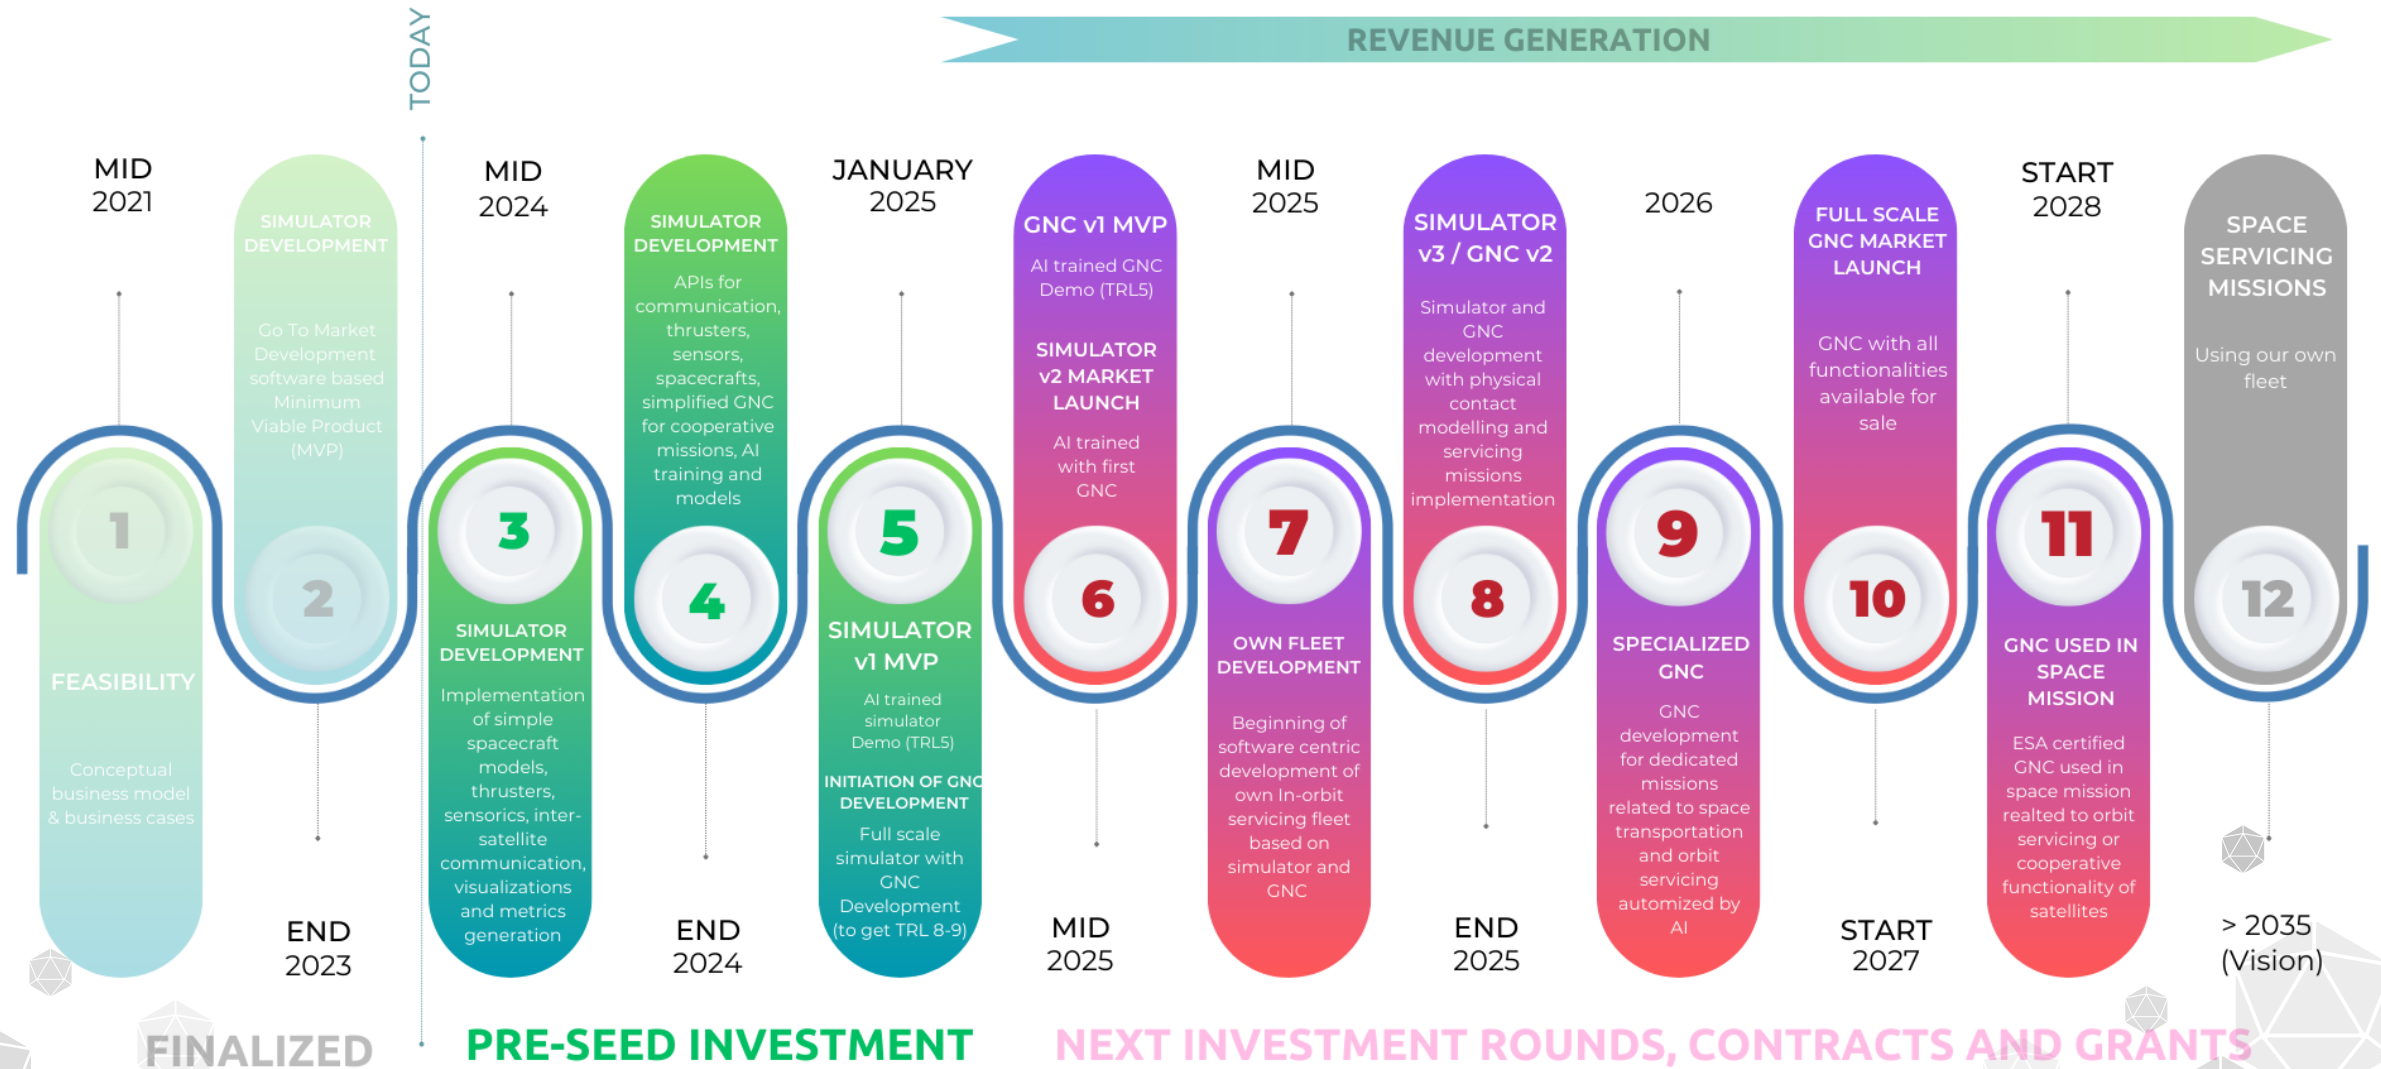 TODAY
REVENUE GENERATION
MID
2021
1
FEASIBILITY
Conceptual
business model
& business cases
SIMULATOR
DEVELOPMENT
Go To Market
Development
software based
Minimum
Viable Product
(MVP)
2
END
2023
MID
2024
3
SIMULATOR
DEVELOPMENT
Implementation
of simple
spacecraft
models,
thrusters,
sensorics, inter-
satellite
communication,
visualizations
and metrics
generation
SIMULATOR
DEVELOPMENT
APIs for
communication,
thrusters,
sensors,
spacecrafts,
simplified GNC
for cooperative
missions, AI
training and
models
4
END
2024
JANUARY
2025
5
SIMULATOR
v1 MVP
AI trained
simulator
Demo (TRL5)
INITIATION OF GNC
DEVELOPMENT
Full scale
simulator with
GNC
Development
(to get TRL 8-9)
GNC v1 MVP
AI trained GNC
Demo (TRL5)
SIMULATOR
v2 MARKET
LAUNCH
AI trained
with first
GNC
6
MID
2025
MID
2025
7
OWN FLEET
DEVELOPMENT
Beginning of
software centric
development of
own In-orbit
servicing fleet
based on
simulator and
GNC
SIMULATOR
v3 / GNC v2
Simulator and
GNC
development
with physical
contact
modelling and
servicing
missions
implementation
8
END
2025
2026
9
SPECIALIZED
GNC
GNC
development
for dedicated
missions
related to space
transportation
and orbit
servicing
automized by
AI
FULL SCALE
GNC MARKET
LAUNCH
GNC with all
functionalities
available for
sale
10
START
2027
START
2028
11
GNC USED IN
SPACE
MISSION
ESA certified
GNC used in
space mission
realted to orbit
servicing or
cooperative
functionality of
satellites
SPACE
SERVICING
MISSIONS
Using our own
fleet
12
> 2035
(Vision)
FINALIZED
PRE-SEED INVESTMENT
NEXT INVESTMENT ROUNDS, CONTRACTS AND GRANTS